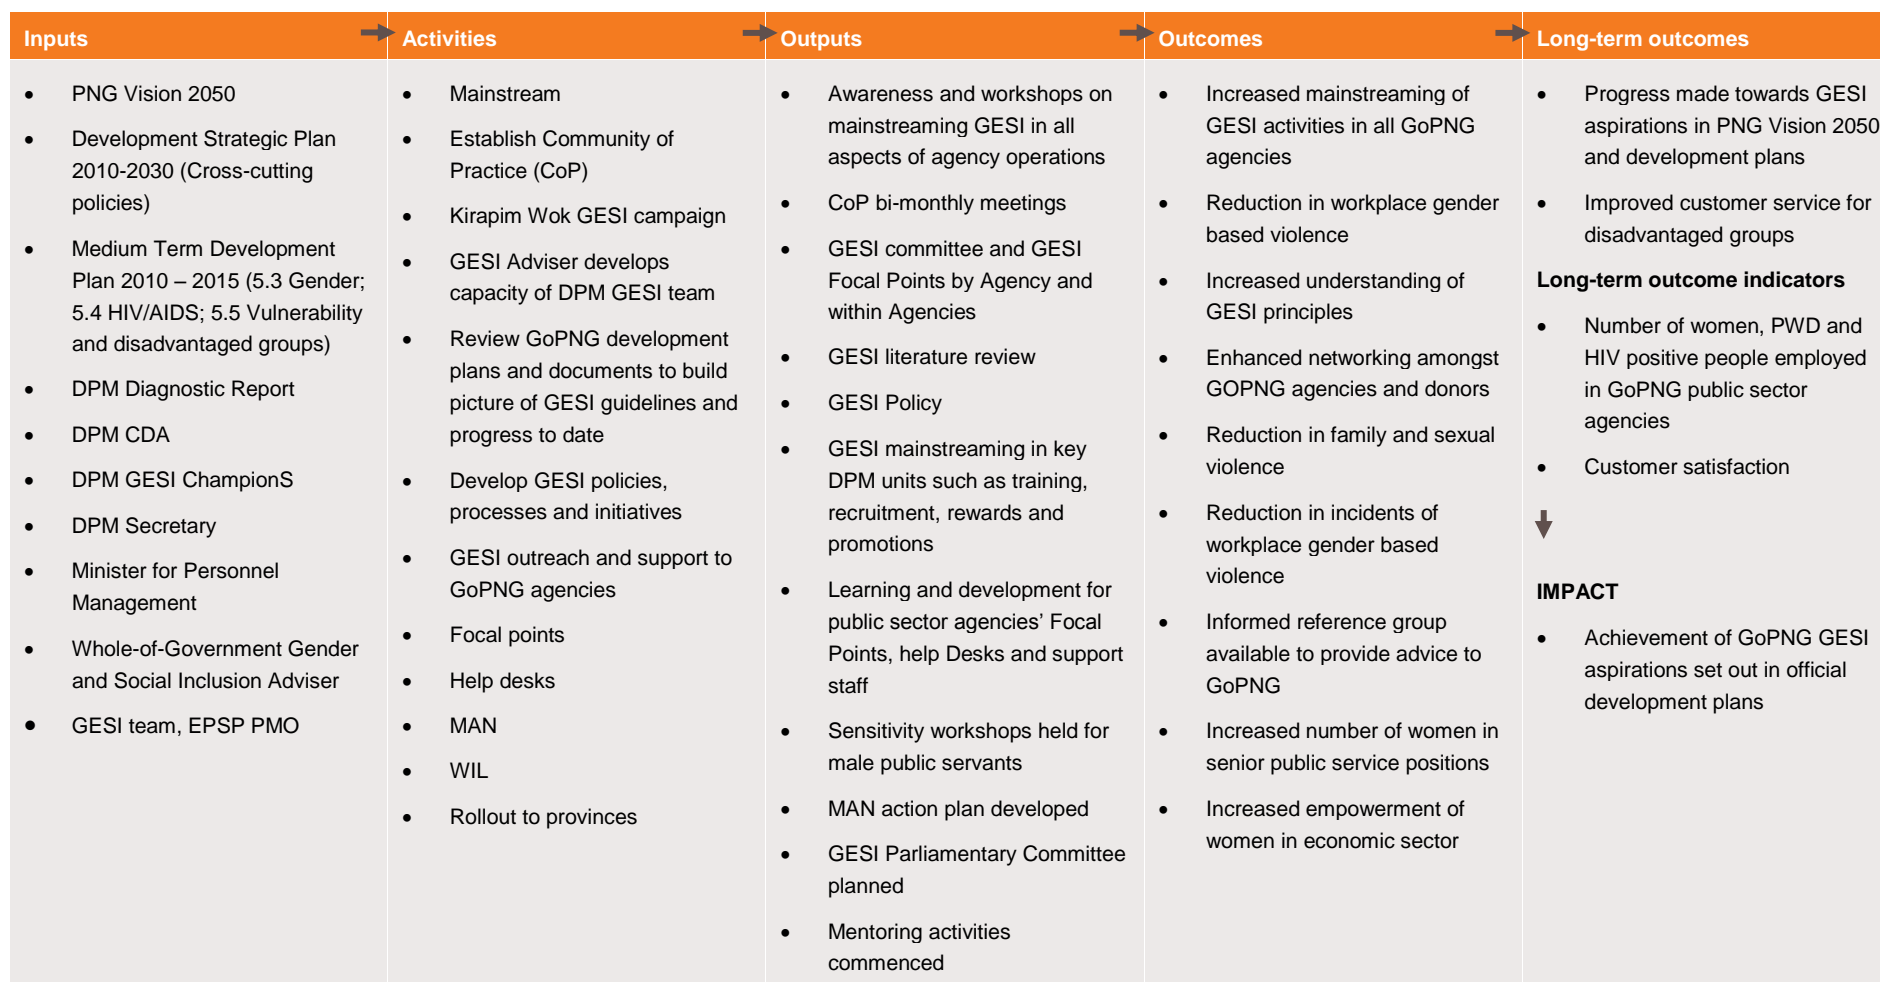 Inputs
PNG Vision 2050
Development Strategic Plan
2010-2030 (Cross-cutting
policies)
Medium Term Development
Plan 2010 – 2015 (5.3 Gender;
5.4 HIV/AIDS; 5.5 Vulnerability
and disadvantaged groups)
DPM Diagnostic Report
DPM CDA
DPM GESI ChampionS
DPM Secretary
Minister for Personnel
Management
Whole-of-Government Gender
and Social Inclusion Adviser
GESI team, EPSP PMO
Activities
Mainstream
Establish Community of
Practice (CoP)
Kirapim Wok GESI campaign
GESI Adviser develops
capacity of DPM GESI team
Review GoPNG development
plans and documents to build
picture of GESI guidelines and
progress to date
Develop GESI policies,
processes and initiatives
GESI outreach and support to
GoPNG agencies
Focal points
Help desks
MAN
WIL
Rollout to provinces
Outputs
Awareness and workshops on
mainstreaming GESI in all
aspects of agency operations
CoP bi-monthly meetings
GESI committee and GESI
Focal Points by Agency and
within Agencies
GESI literature review
GESI Policy
GESI mainstreaming in key
DPM units such as training,
recruitment, rewards and
promotions
Learning and development for
public sector agencies’ Focal
Points, help Desks and support
staff
Sensitivity workshops held for
male public servants
MAN action plan developed
GESI Parliamentary Committee
planned
Mentoring activities
commenced
Outcomes
Increased mainstreaming of
GESI activities in all GoPNG
agencies
Reduction in workplace gender
based violence
Increased understanding of
GESI principles
Enhanced networking amongst
GOPNG agencies and donors
Reduction in family and sexual
violence
Reduction in incidents of
workplace gender based
violence
Informed reference group
available to provide advice to
GoPNG
Increased number of women in
senior public service positions
Increased empowerment of
women in economic sector
Long-term outcomes
Progress made towards GESI
aspirations in PNG Vision 2050
and development plans
Improved customer service for
disadvantaged groups
Long-term outcome indicators
Number of women, PWD and
HIV positive people employed
in GoPNG public sector
agencies
Customer satisfaction
IMPACT
Achievement of GoPNG GESI
aspirations set out in official
development plans